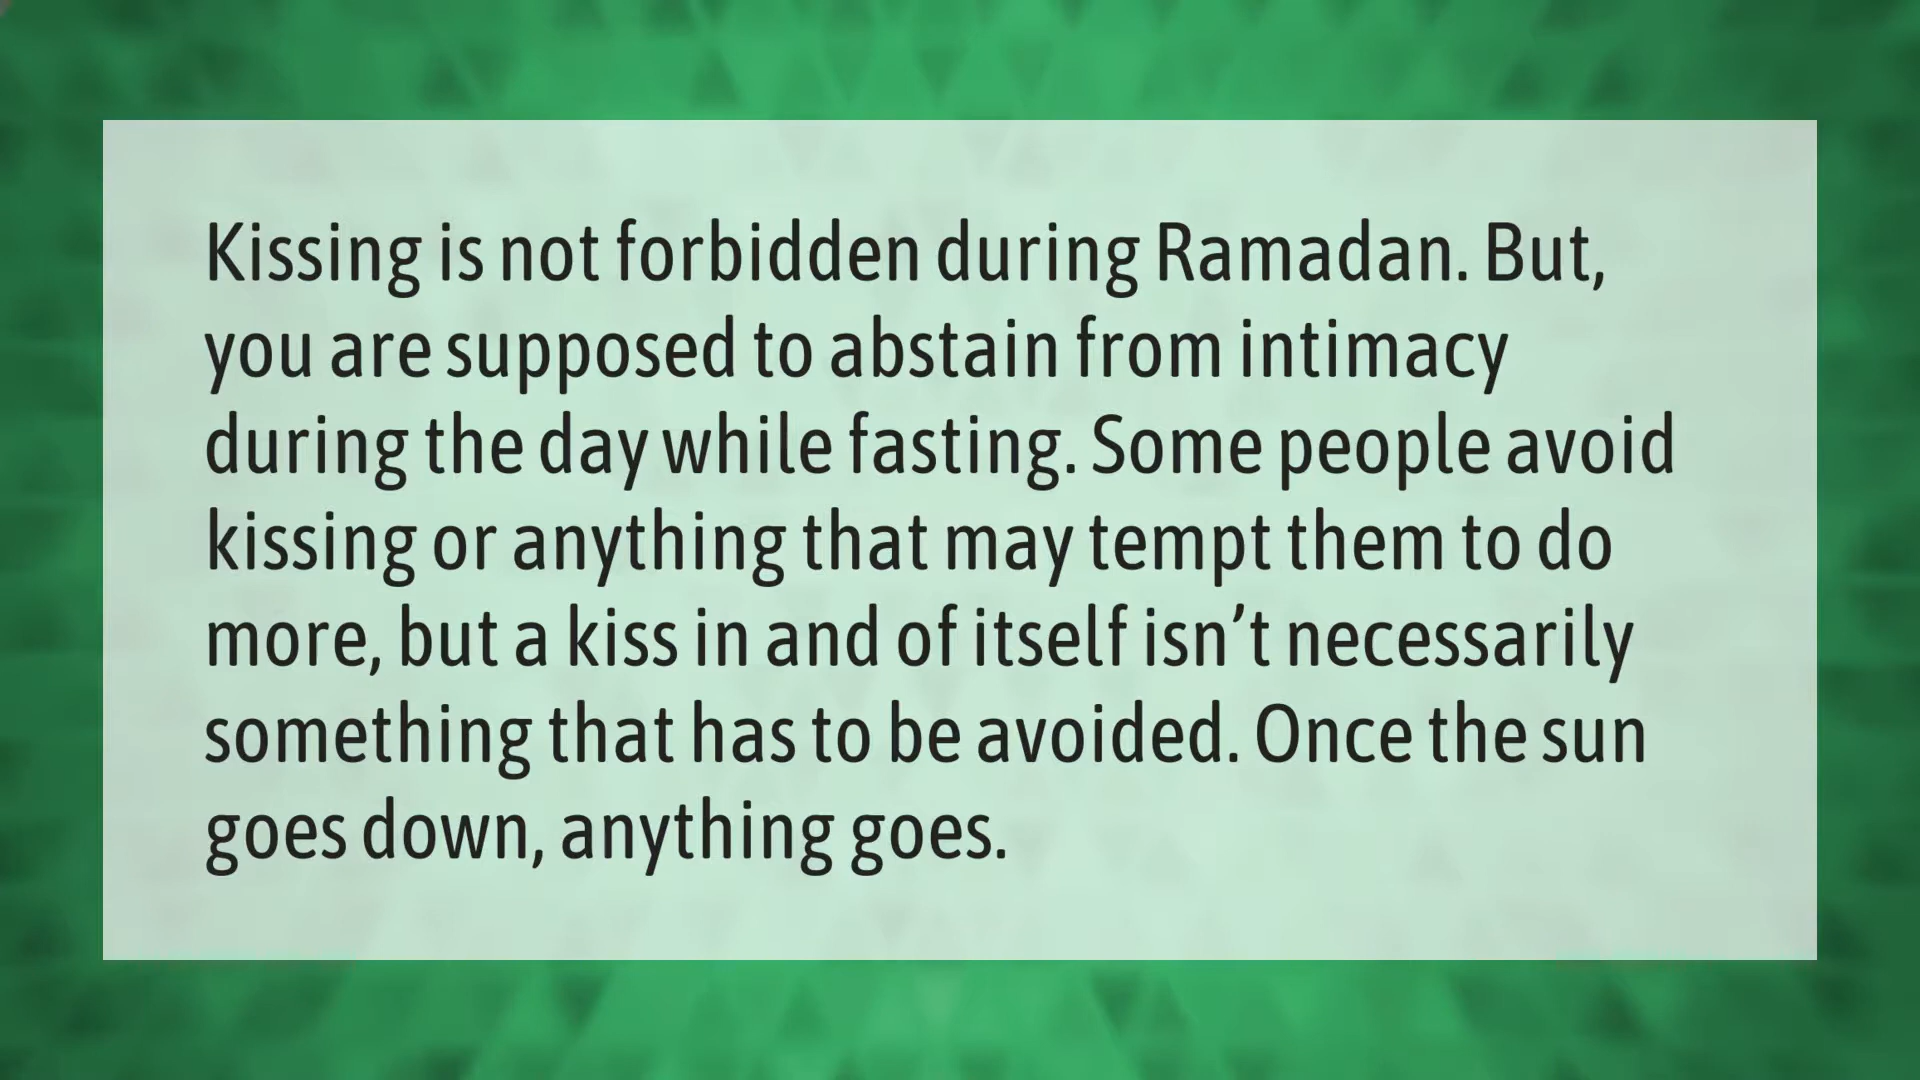 Kissing is not forbidden during Ramadan. But,
you are supposed to abstain from intimacy
during the day while fasting. Some people avoid
kissing or anything that may tempt them to do
more, but a kiss in and of itself isn’t necessarily
something that has to be avoided. Once the sun
goes down, anything goes.